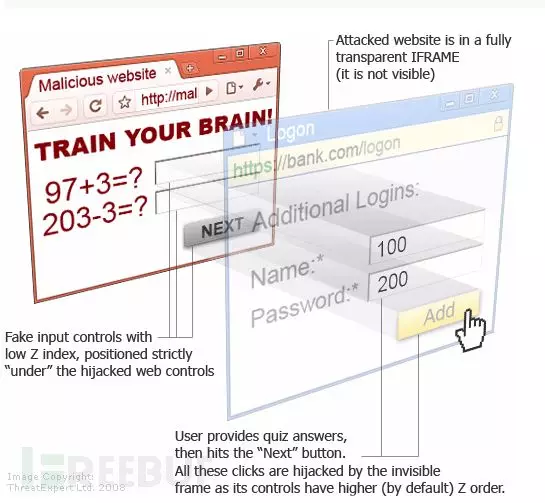 Attacked website is in a fully
transparent IFRAME
(it is not visible)
Malicious website
http://mal
TRAIN YOUR BRAIN!
97+3=?
203-3=?
NEXT
Logon
https://bank.com/logon
Additional Logins:
Name:* 100
Password:* 200
Add
Fake input controls with
low Z index, positioned strictly
“under” the hijacked web controls
User provides quiz answers,
then hits the “Next” button.
All these clicks are hijacked by the invisible
frame as its controls have higher (by default) Z order.
Image Copyright:
ThreatExpert Ltd. 2008